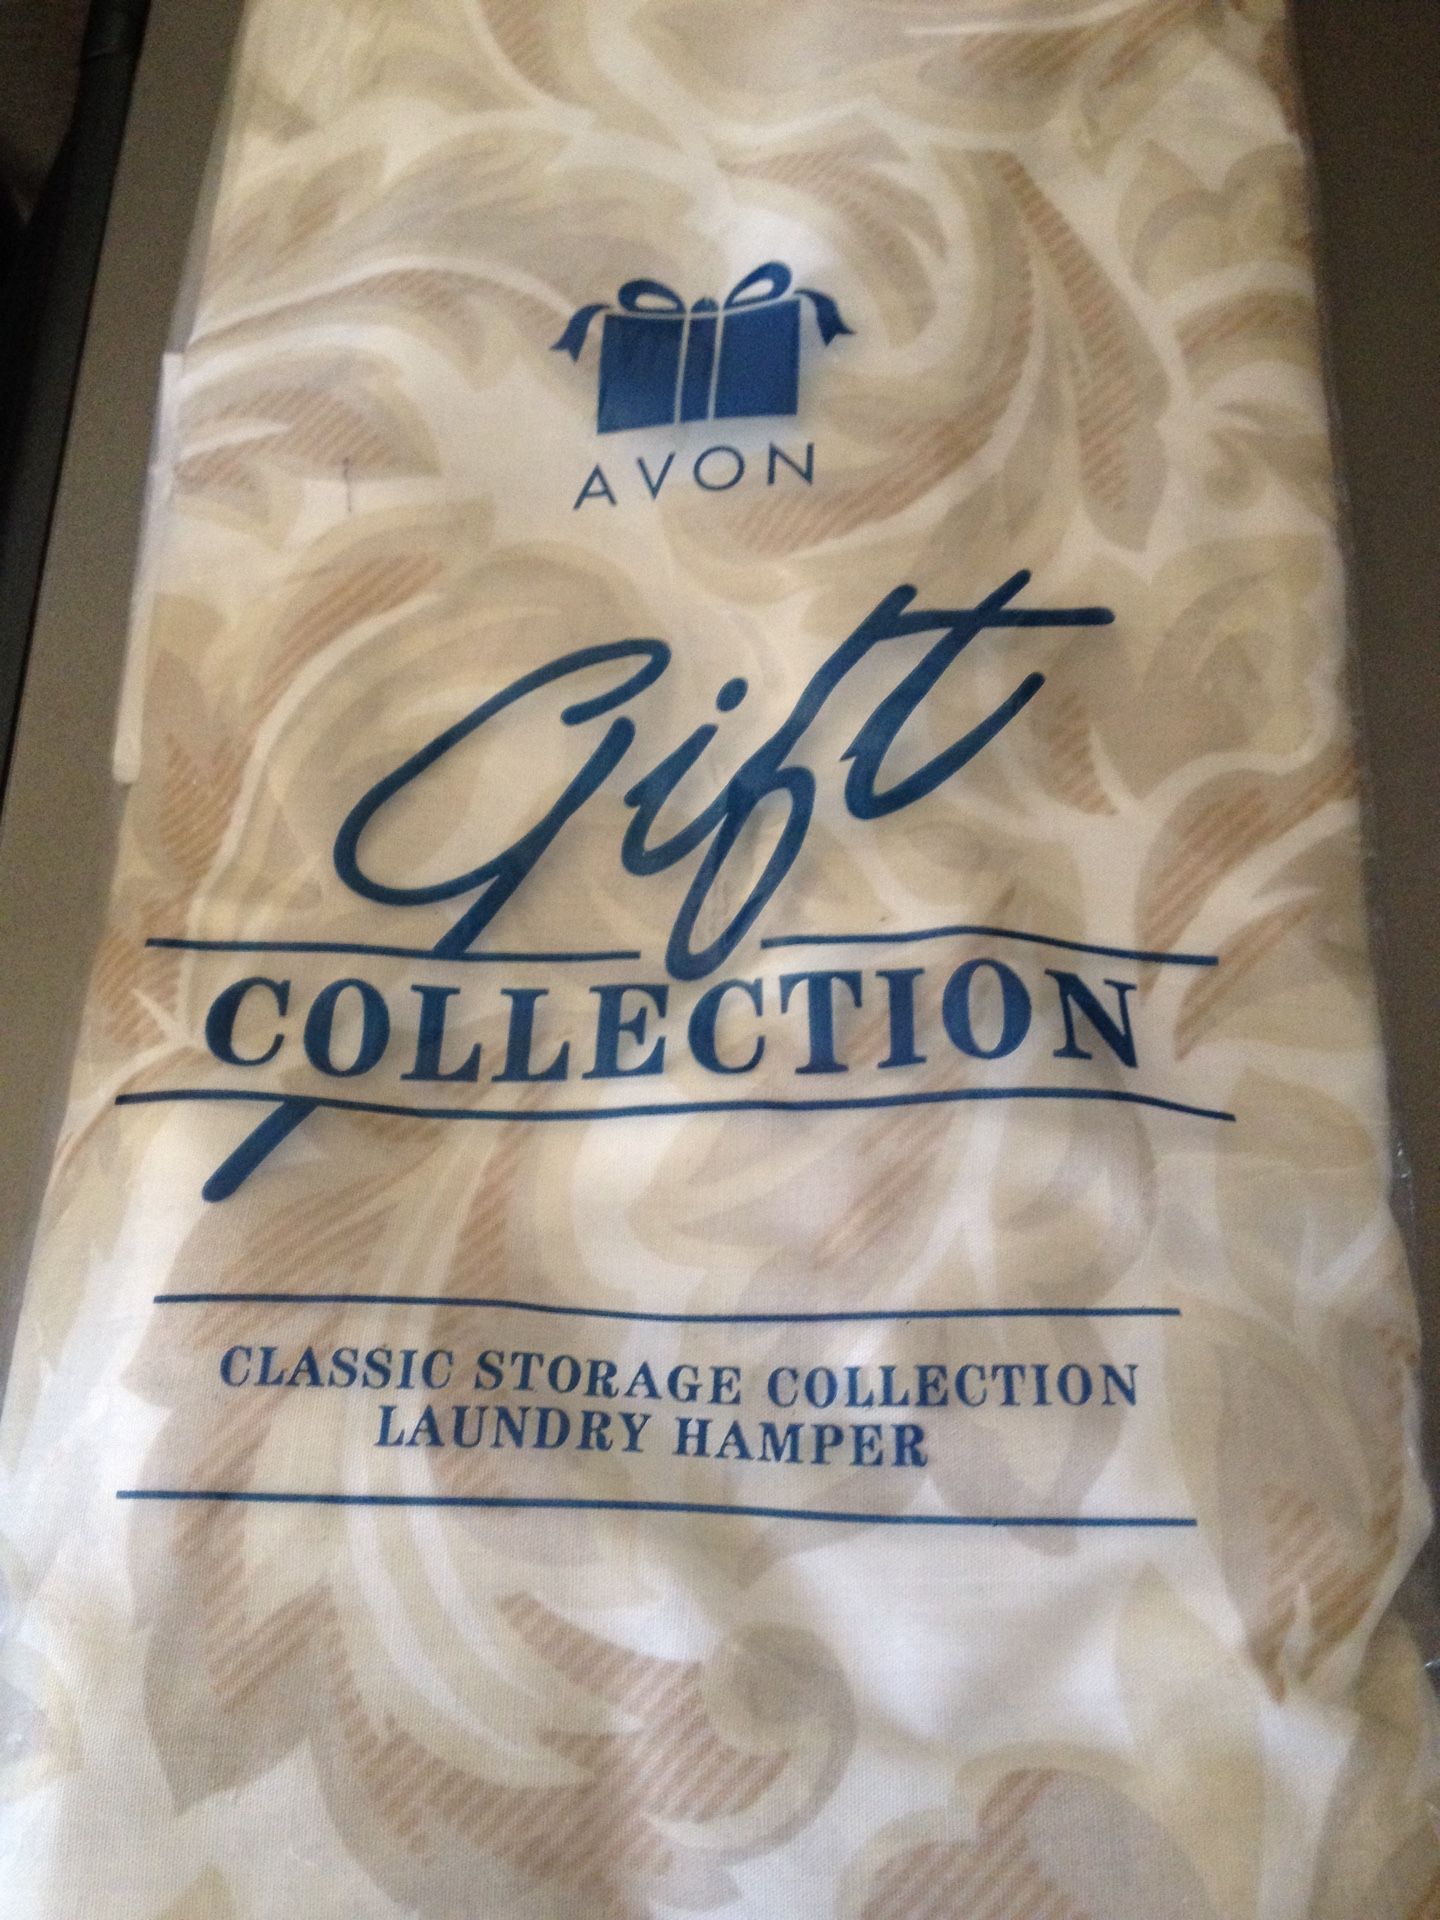 AVON
Gift
COLLECTION
CLASSIC STORAGE COLLECTION
LAUNDRY HAMPER